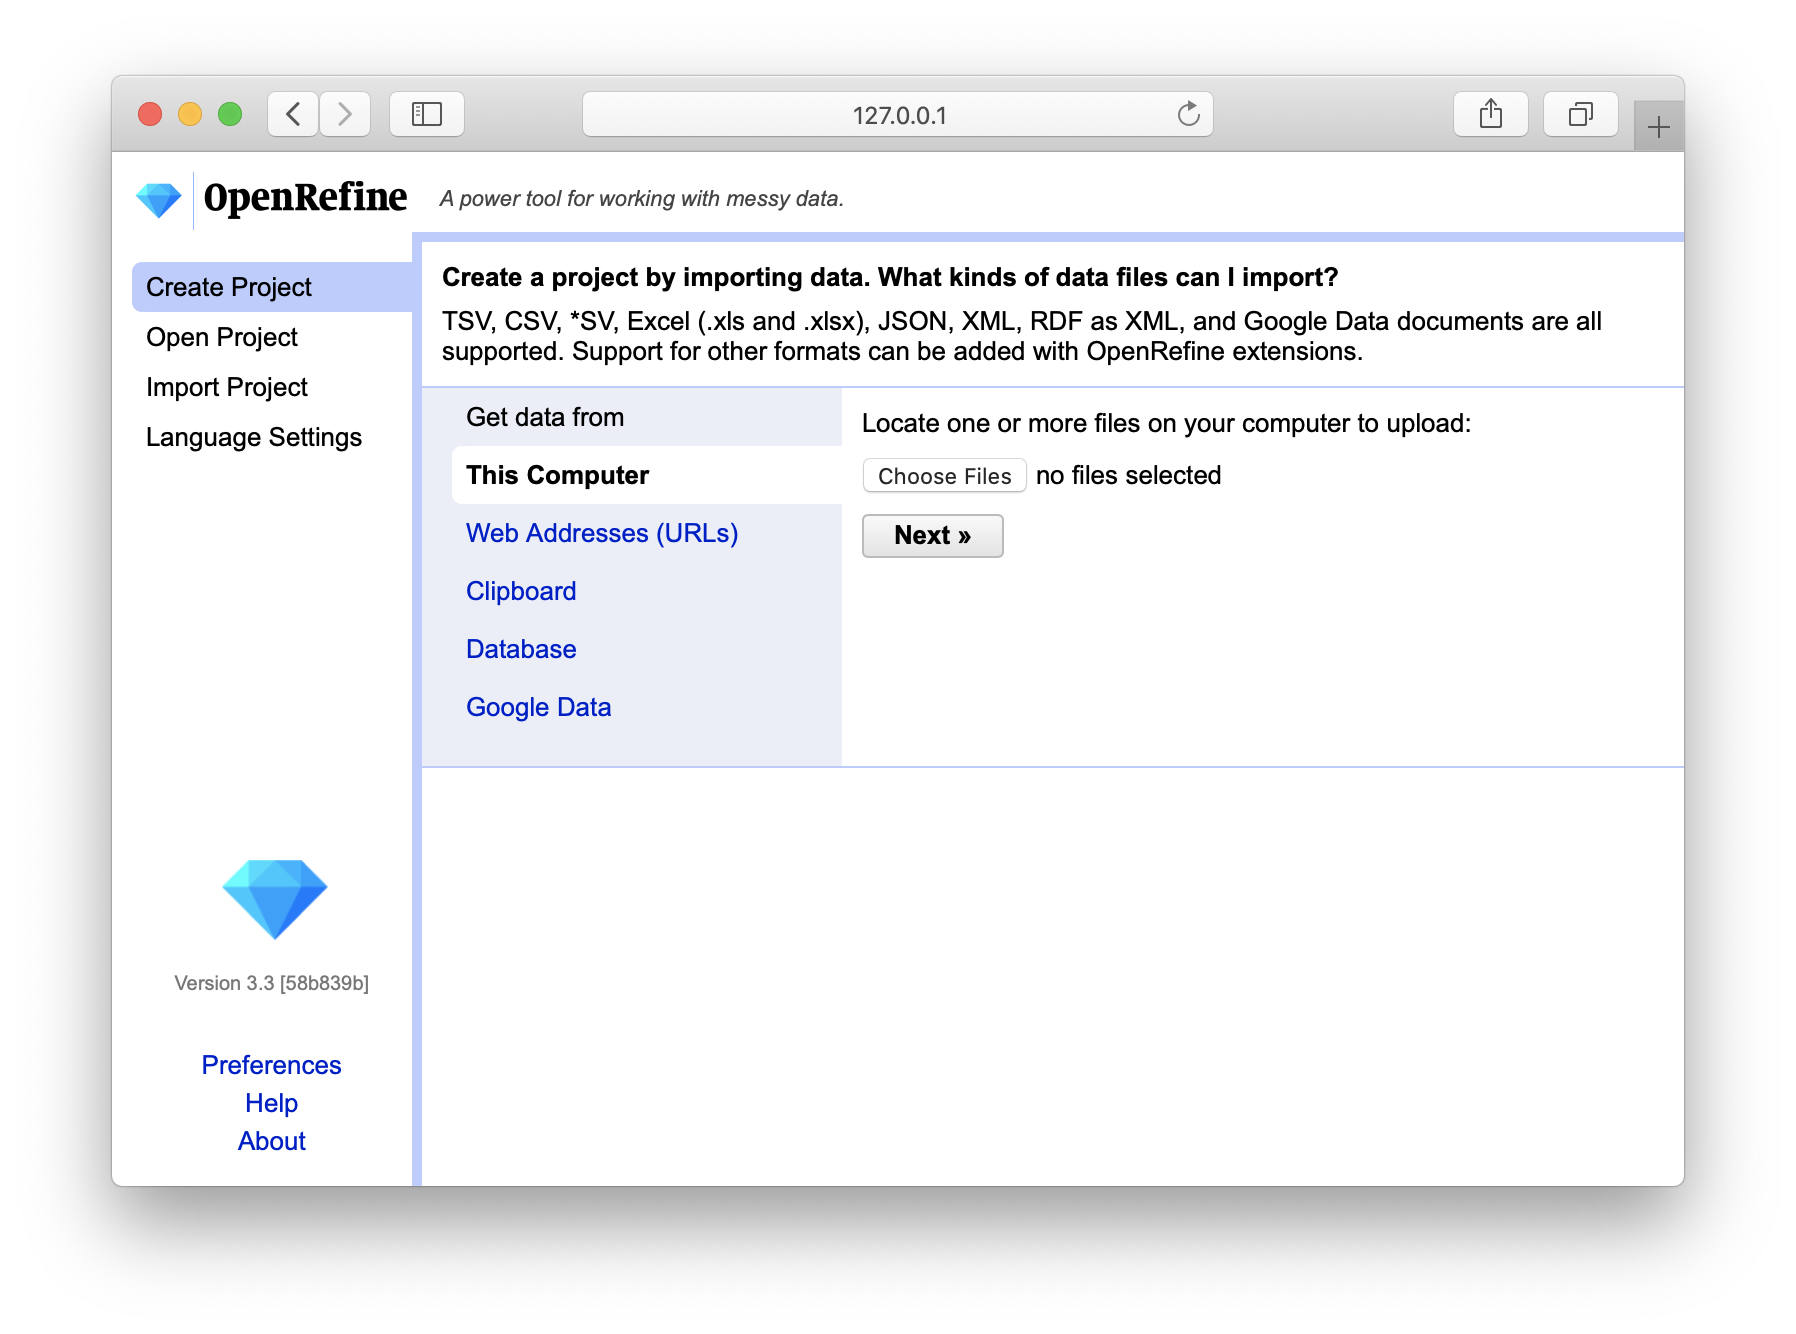 127.0.0.1
OpenRefine
A power tool for working with messy data.
Create Project
Open Project
Import Project
Language Settings
Create a project by importing data. What kinds of data files can I import?
TSV, CSV, *SV, Excel (.xls and .xlsx), JSON, XML, RDF as XML, and Google Data documents are all
supported. Support for other formats can be added with OpenRefine extensions.
Get data from
This Computer
Web Addresses (URLs)
Clipboard
Database
Google Data
Locate one or more files on your computer to upload:
Choose Files no files selected
Next »
Version 3.3 [58b839b]
Preferences
Help
About